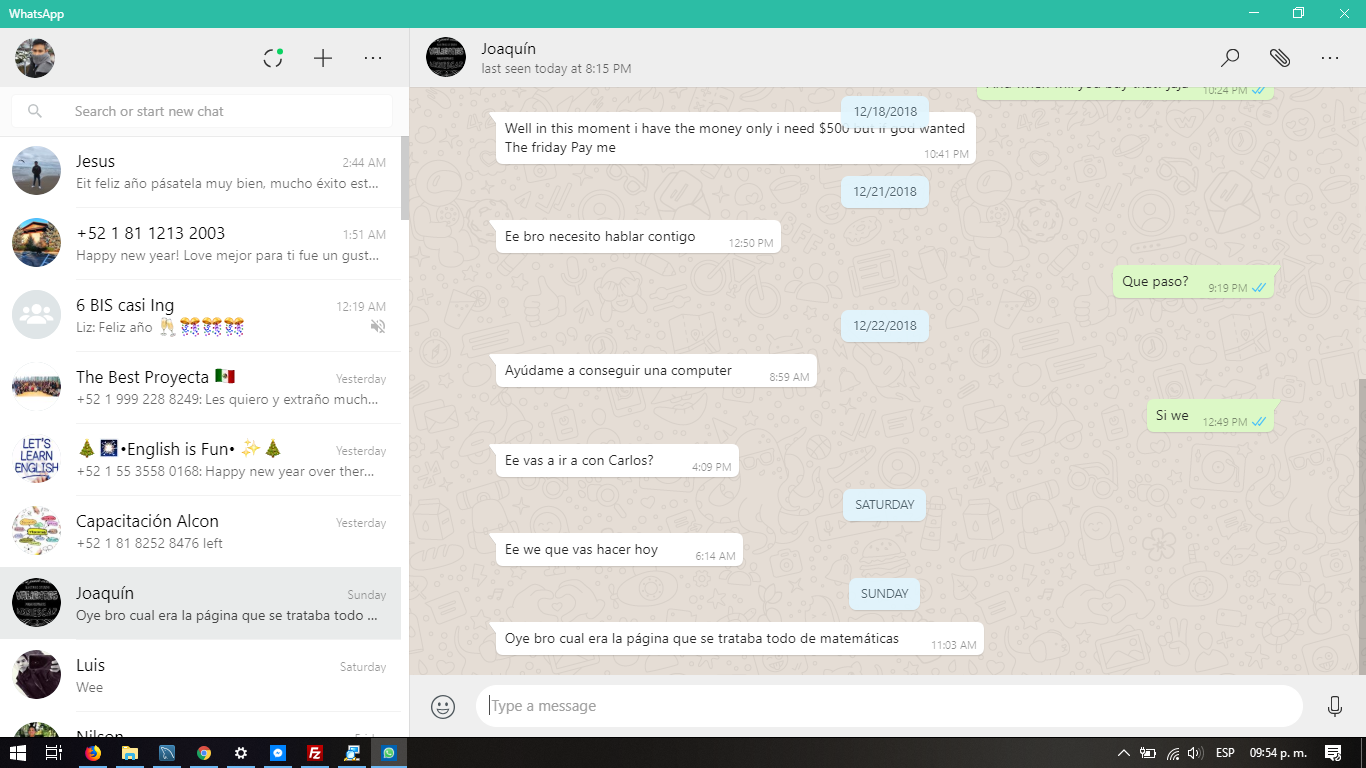 WhatsApp
Search or start new chat
Jesus
2:44 AM
Eit feliz año pásatela muy bien, mucho éxito est...
+52 1 81 1213 2003
1:51 AM
Happy new year! Love mejor para ti fue un gust...
6 BIS casi Ing
12:19 AM
Liz: Feliz año 🥂🎊🎊🎊
The Best Proyecta 🇲🇽
Yesterday
+52 1 999 228 8249: Les quiero y extraño much...
🎄🎆•English is Fun• ✨🎄
Yesterday
+52 1 55 3558 0168: Happy new year over ther...
LET'S
LEARN
ENGLISH
Capacitación Alcon
Yesterday
+52 1 81 8252 8476 left
Joaquín
Sunday
Oye bro cual era la página que se trataba todo ...
Luis
Saturday
Wee
Nilson
Joaquín
last seen today at 8:15 PM
10:24 PM
12/18/2018
Well in this moment i have the money only i need $500 but if god wanted
The friday Pay me
10:41 PM
12/21/2018
Ee bro necesito hablar contigo
12:50 PM
Que paso?
9:19 PM
12/22/2018
Ayúdame a conseguir una computer
8:59 AM
Si we
12:49 PM
Ee vas a ir a con Carlos?
4:09 PM
SATURDAY
Ee we que vas hacer hoy
6:14 AM
SUNDAY
Oye bro cual era la página que se trataba todo de matemáticas
11:03 AM
Type a message
ESP
09:54 p. m.